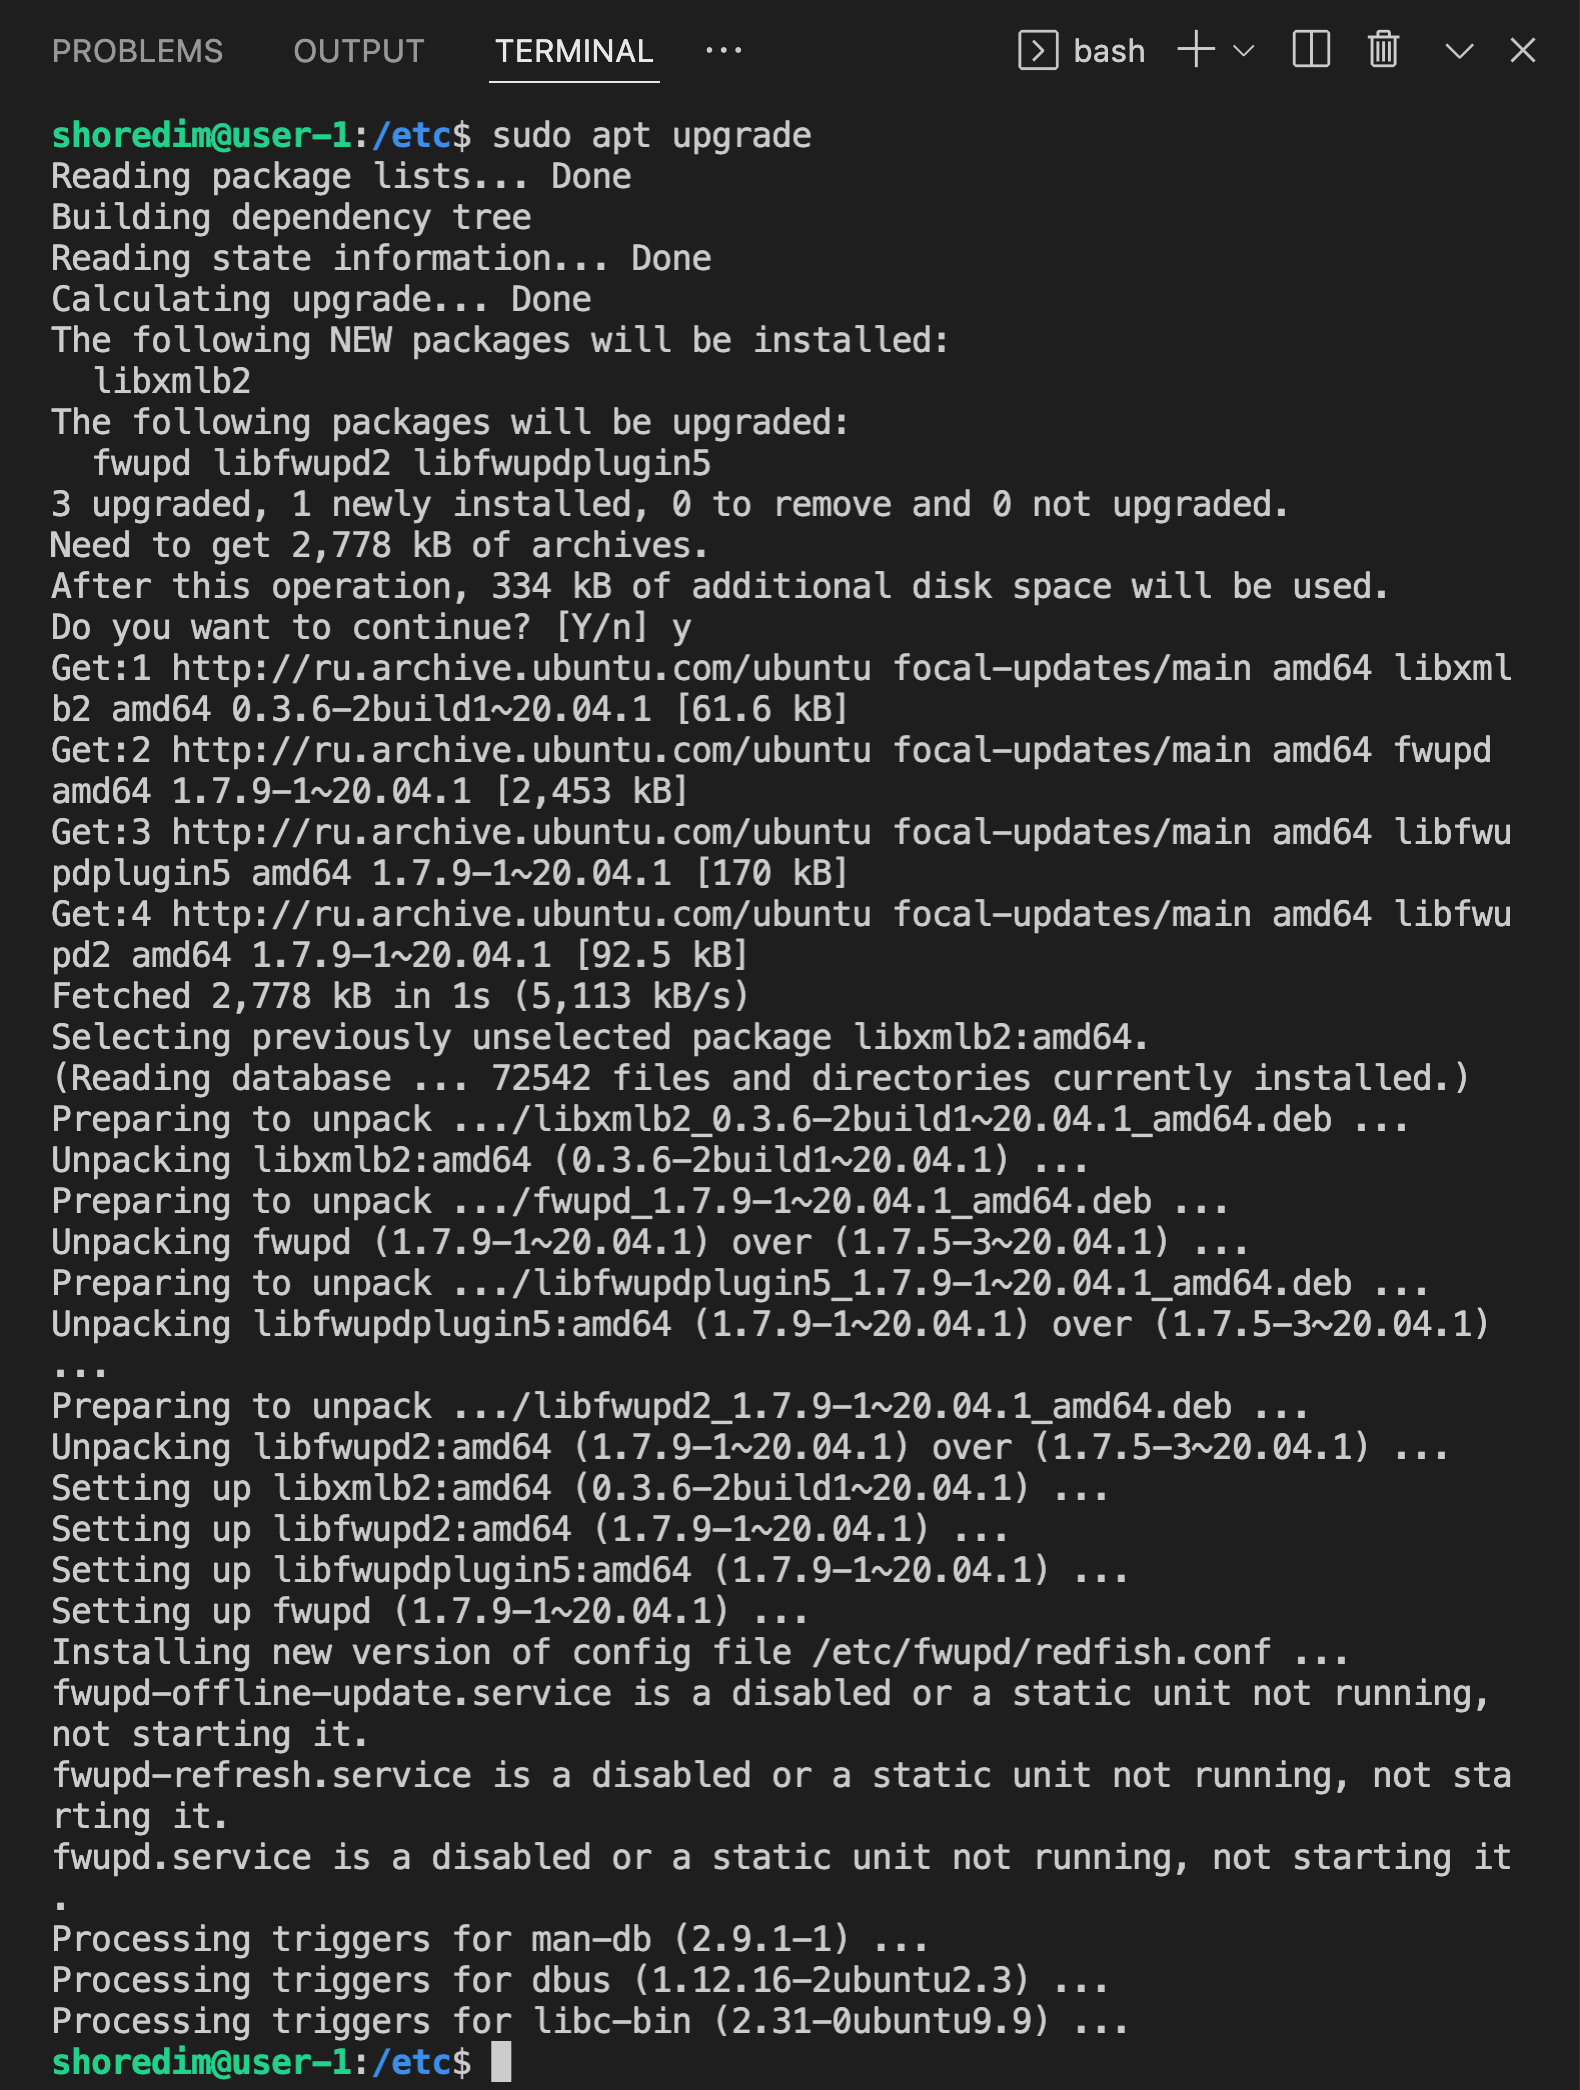 PROBLEMS OUTPUT TERMINAL ... bash
shoredim@user-1:/etc$ sudo apt upgrade
Reading package lists... Done
Building dependency tree
Reading state information... Done
Calculating upgrade... Done
The following NEW packages will be installed:
  libxmlb2
The following packages will be upgraded:
  fwupd libfwupd2 libfwupdplugin5
3 upgraded, 1 newly installed, 0 to remove and 0 not upgraded.
Need to get 2,778 kB of archives.
After this operation, 334 kB of additional disk space will be used.
Do you want to continue? [Y/n] y
Get:1 http://ru.archive.ubuntu.com/ubuntu focal-updates/main amd64 libxml
b2 amd64 0.3.6-2build1~20.04.1 [61.6 kB]
Get:2 http://ru.archive.ubuntu.com/ubuntu focal-updates/main amd64 fwupd
amd64 1.7.9-1~20.04.1 [2,453 kB]
Get:3 http://ru.archive.ubuntu.com/ubuntu focal-updates/main amd64 libfwu
pdplugin5 amd64 1.7.9-1~20.04.1 [170 kB]
Get:4 http://ru.archive.ubuntu.com/ubuntu focal-updates/main amd64 libfwu
pd2 amd64 1.7.9-1~20.04.1 [92.5 kB]
Fetched 2,778 kB in 1s (5,113 kB/s)
Selecting previously unselected package libxmlb2:amd64.
(Reading database ... 72542 files and directories currently installed.)
Preparing to unpack .../libxmlb2_0.3.6-2build1~20.04.1_amd64.deb ...
Unpacking libxmlb2:amd64 (0.3.6-2build1~20.04.1) ...
Preparing to unpack .../fwupd_1.7.9-1~20.04.1_amd64.deb ...
Unpacking fwupd (1.7.9-1~20.04.1) over (1.7.5-3~20.04.1) ...
Preparing to unpack .../libfwupdplugin5_1.7.9-1~20.04.1_amd64.deb ...
Unpacking libfwupdplugin5:amd64 (1.7.9-1~20.04.1) over (1.7.5-3~20.04.1)
...
Preparing to unpack .../libfwupd2_1.7.9-1~20.04.1_amd64.deb ...
Unpacking libfwupd2:amd64 (1.7.9-1~20.04.1) over (1.7.5-3~20.04.1) ...
Setting up libxmlb2:amd64 (0.3.6-2build1~20.04.1) ...
Setting up libfwupd2:amd64 (1.7.9-1~20.04.1) ...
Setting up libfwupdplugin5:amd64 (1.7.9-1~20.04.1) ...
Setting up fwupd (1.7.9-1~20.04.1) ...
Installing new version of config file /etc/fwupd/redfish.conf ...
fwupd-offline-update.service is a disabled or a static unit not running,
not starting it.
fwupd-refresh.service is a disabled or a static unit not running, not sta
rting it.
fwupd.service is a disabled or a static unit not running, not starting it
.
Processing triggers for man-db (2.9.1-1) ...
Processing triggers for dbus (1.12.16-2ubuntu2.3) ...
Processing triggers for libc-bin (2.31-0ubuntu9.9) ...
shoredim@user-1:/etc$